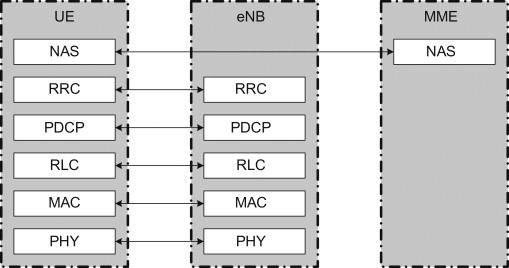 UE eNB MME
NAS NAS
RRC RRC
PDCP PDCP
RLC RLC
MAC MAC
PHY PHY